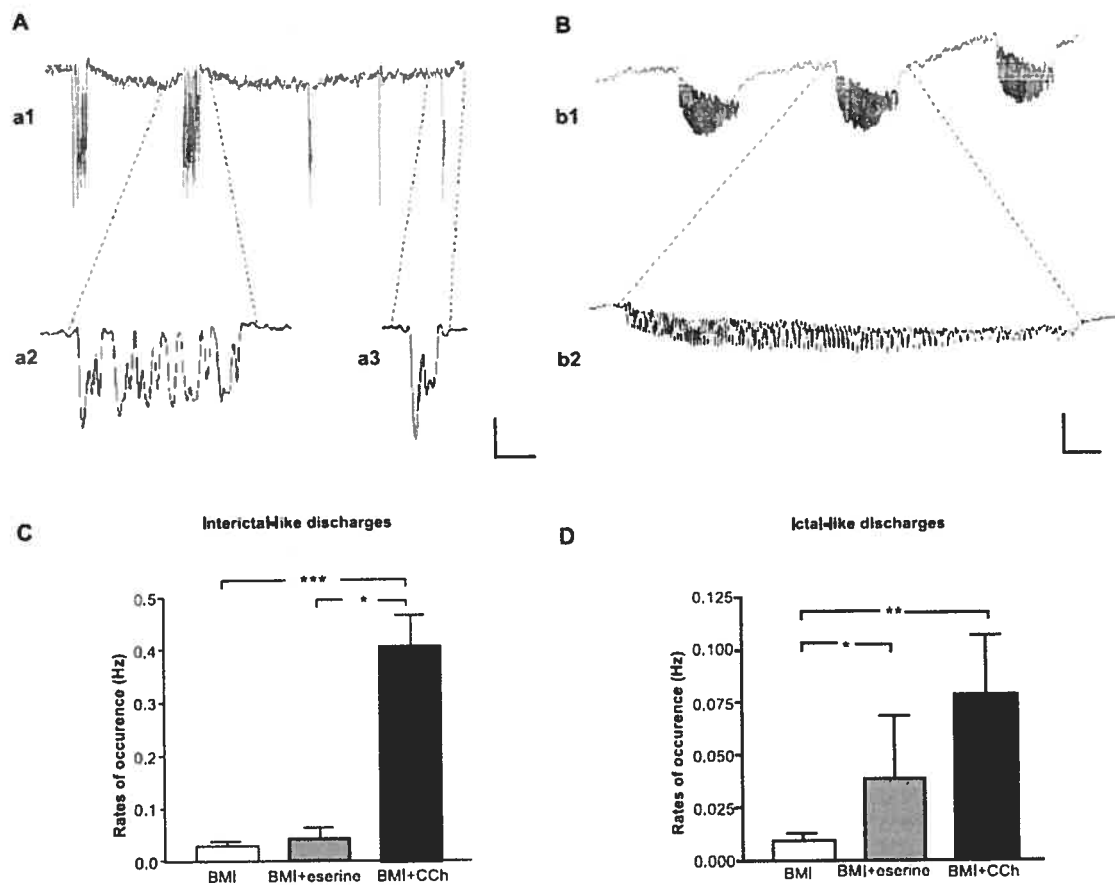 A
B
a1
b1
a2
a3
b2
C
Interictal-like discharges
***
*
Rates of occurence (Hz)
0.5
0.4
0.3
0.2
0.1
0.0
BMI
BMI+eserine
BMI+CCh
D
Ictal-like discharges
**
*
Rates of occurence (Hz)
0.125
0.100
0.075
0.050
0.025
0.000
BMI
BMI+eserine
BMI+CCh